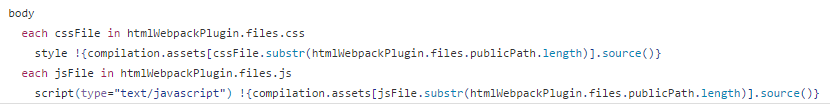 body
each cssFile in htmlWebpackPlugin.files.css
style !{compilation.assets[cssFile.substr(htmlWebpackPlugin.files.publicPath.length)].source()}
each jsFile in htmlWebpackPlugin.files.js
script(type="text/javascript") !{compilation.assets[jsFile.substr(htmlWebpackPlugin.files.publicPath.length)].source()}